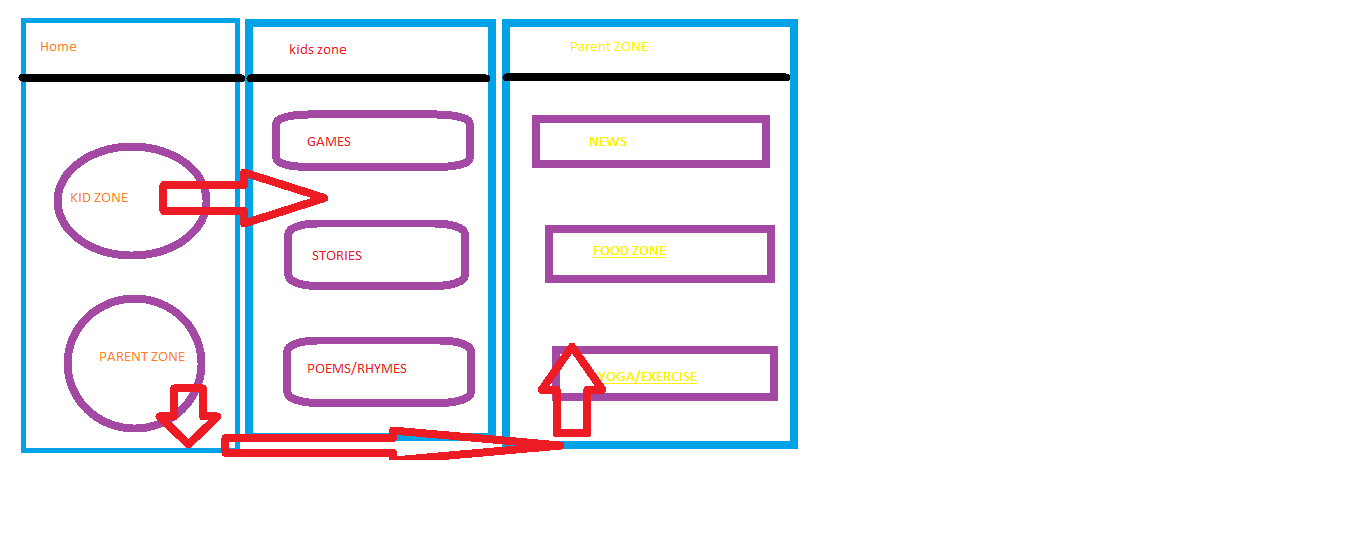 Home
KID ZONE
PARENT ZONE
kids zone
GAMES
STORIES
POEMS/RHYMES
Parent ZONE
NEWS
FOOD ZONE
YOGA/EXERCISE